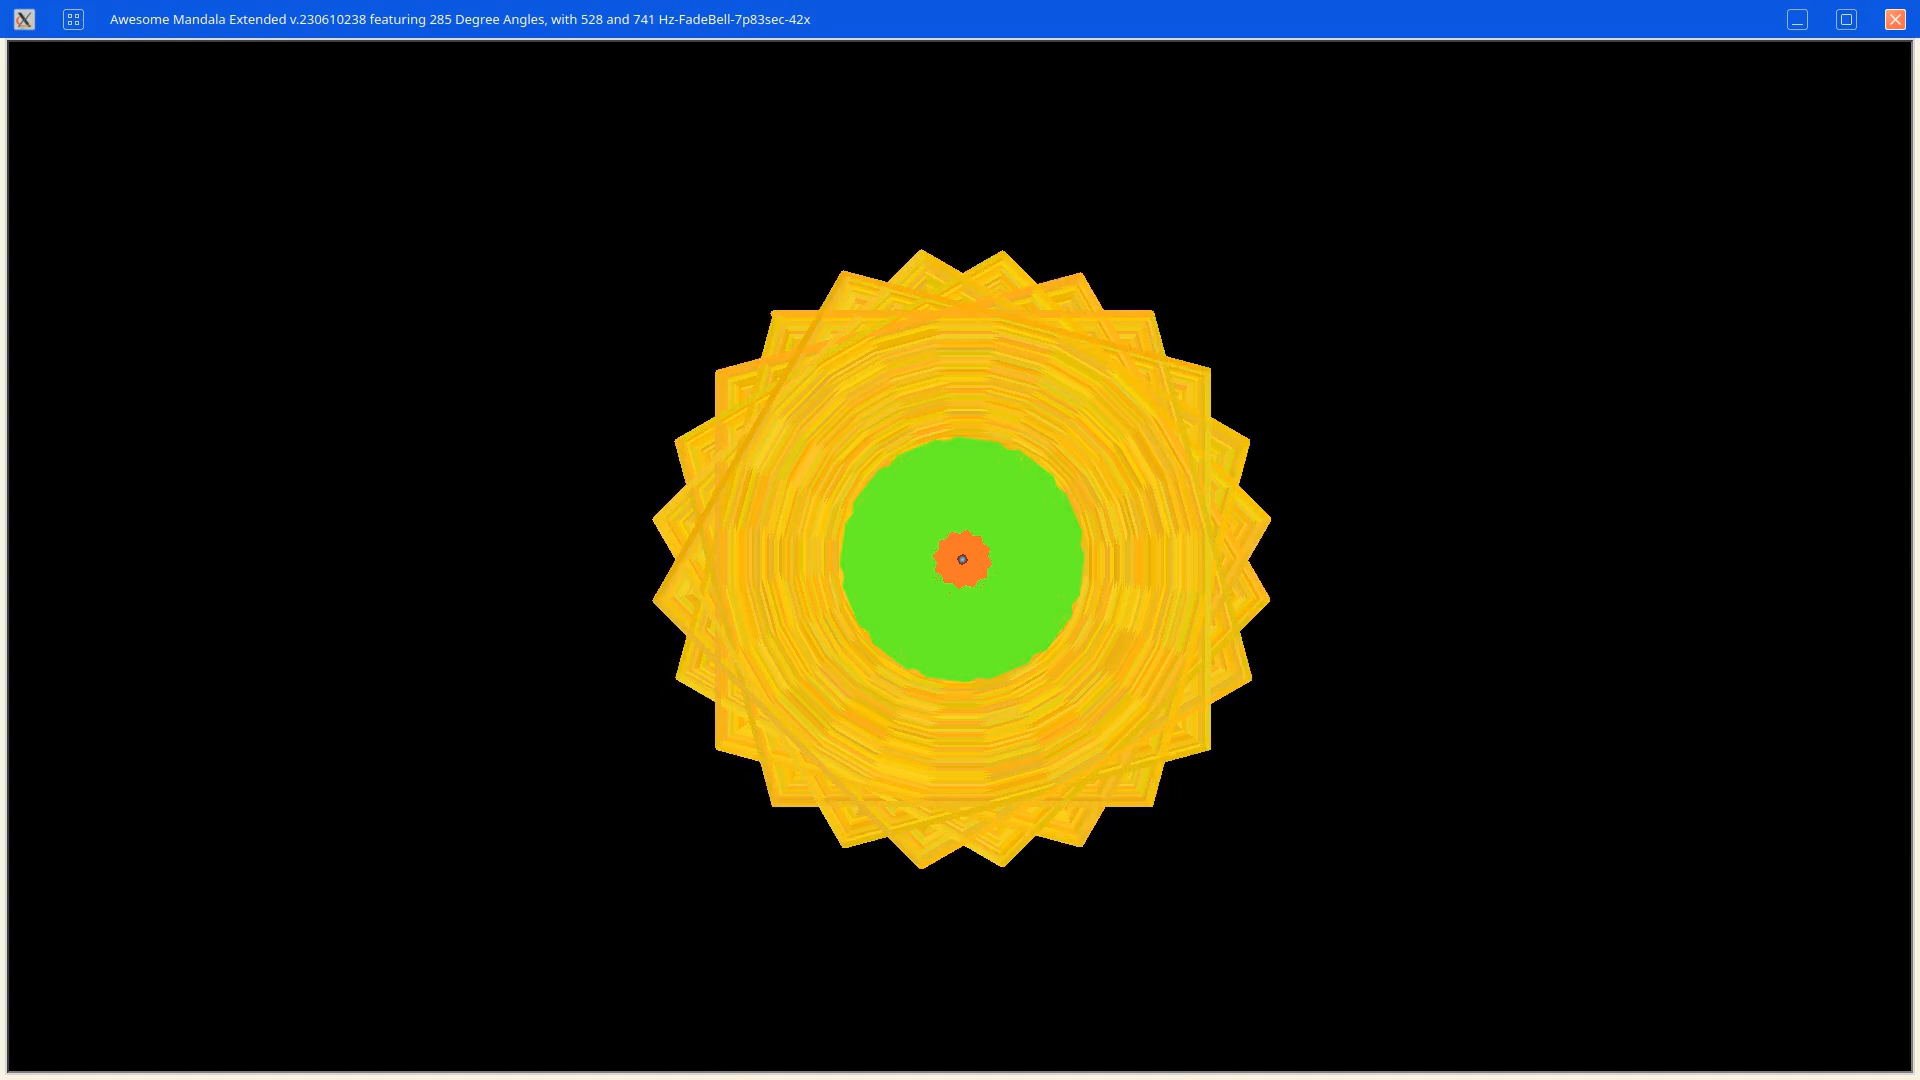 Awesome Mandala Extended v.230610238 featuring 285 Degree Angles, with 528 and 741 Hz-FadeBell-7p83sec-42x